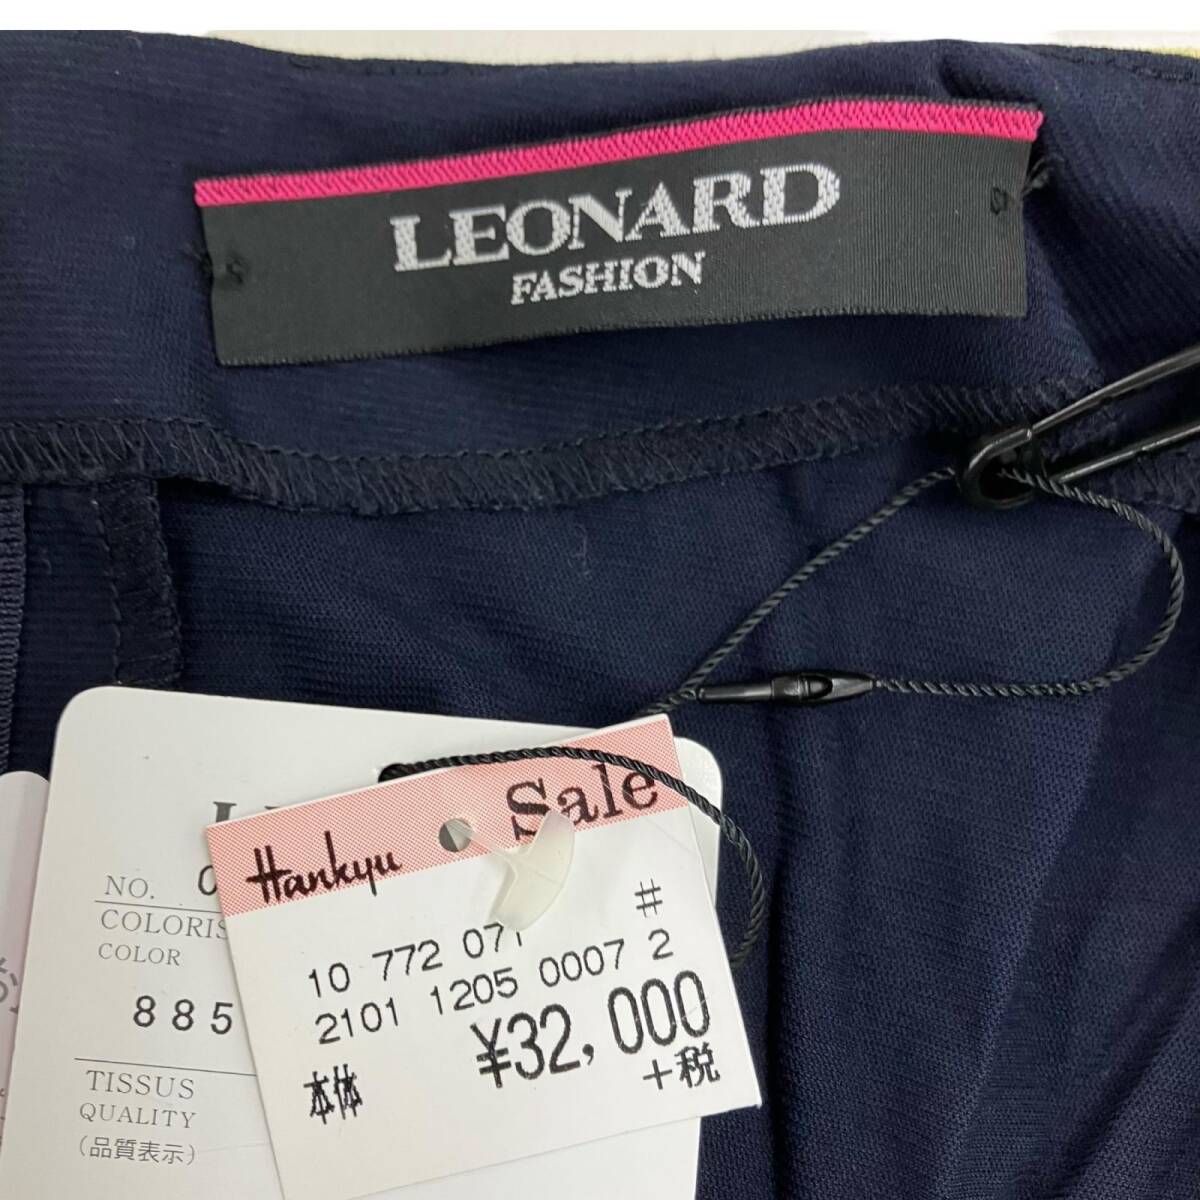 LEONARD
FASHION
Sale
Hankyu
#
10 772 071
2101 1205 0007 2
¥32,000
本体
+税
NO.
COLORIS
COLOR
885
TISSUS
QUALITY
(品質表示)